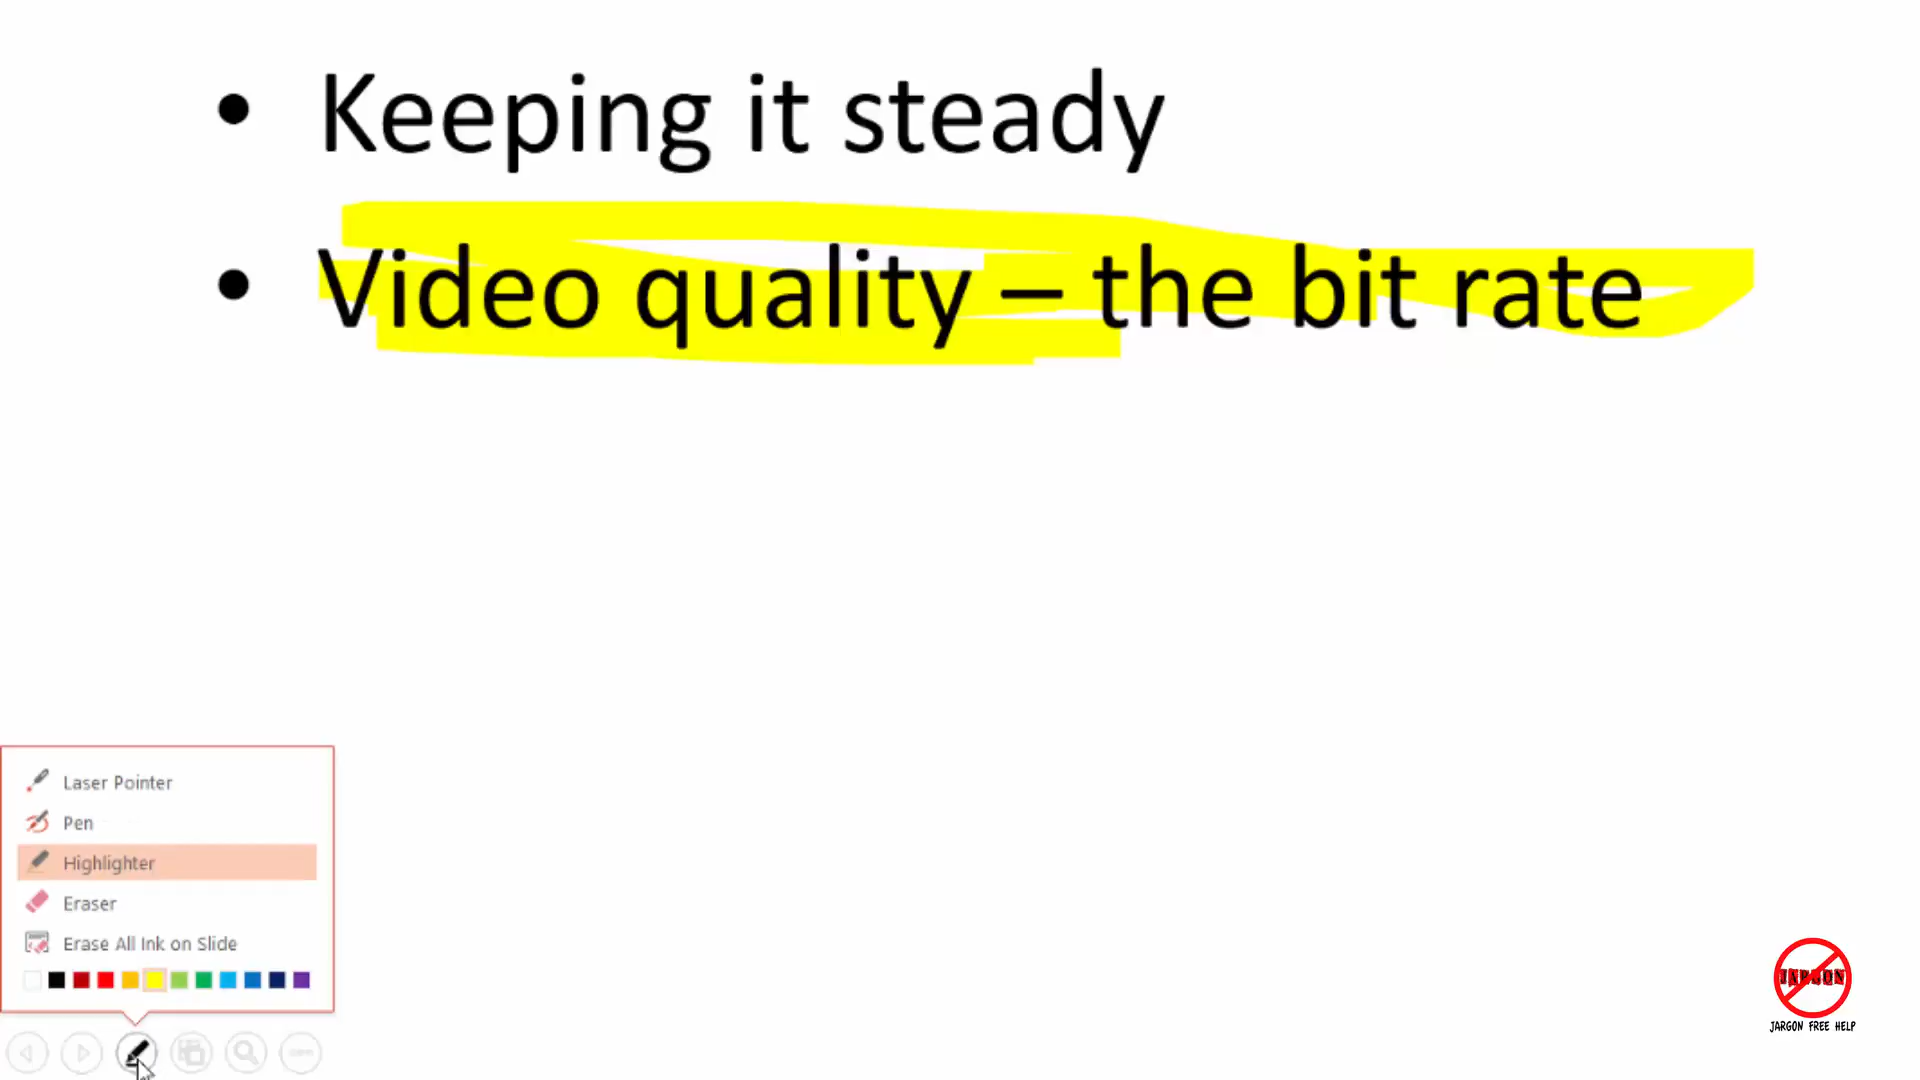 • Keeping it steady
• Video quality – the bit rate
Laser Pointer
Pen
Highlighter
Eraser
Erase All Ink on Slide
JARGON
JARGON FREE HELP